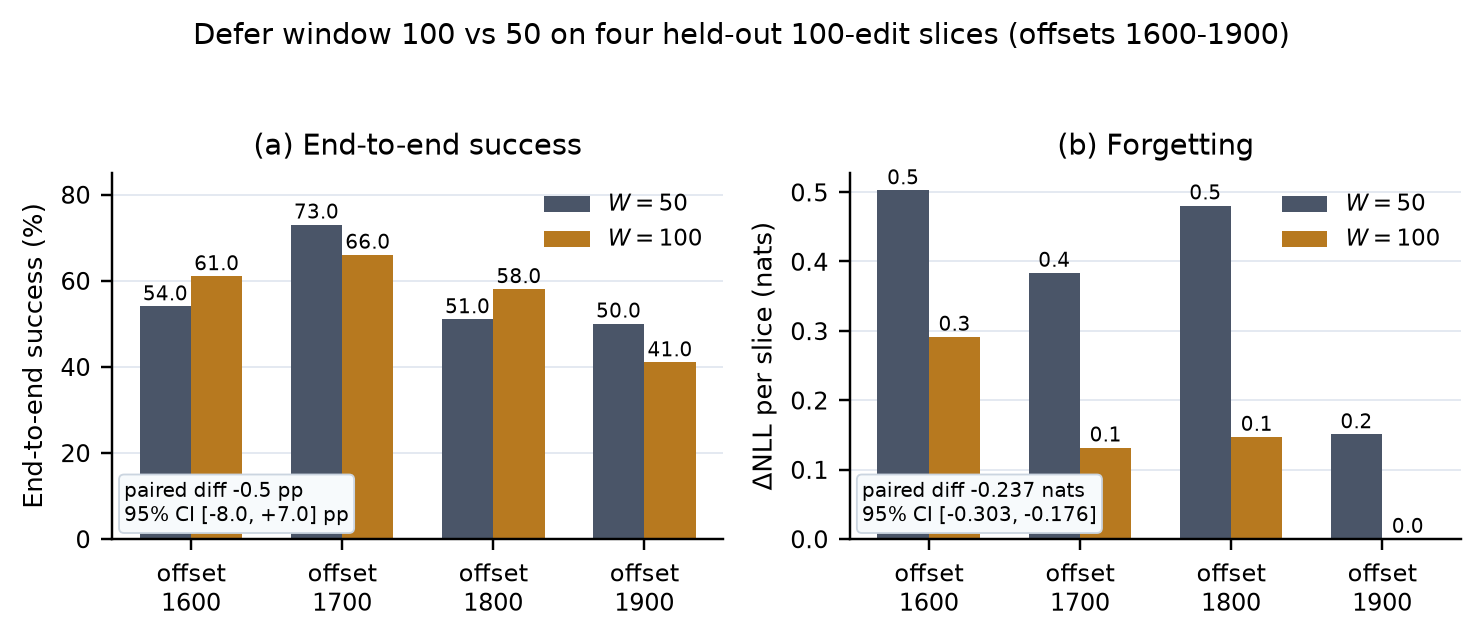 Defer window 100 vs 50 on four held-out 100-edit slices (offsets 1600-1900)
(a) End-to-end success
End-to-end success (%)
80
60
40
20
0
W = 50
W = 100
54.0
61.0
73.0
66.0
51.0
58.0
50.0
41.0
paired diff -0.5 pp
95% CI [-8.0, +7.0] pp
offset
1600
offset
1700
offset
1800
offset
1900
(b) Forgetting
ΔNLL per slice (nats)
0.5
0.4
0.3
0.2
0.1
0.0
W = 50
W = 100
0.5
0.3
0.4
0.1
0.5
0.1
0.2
0.0
paired diff -0.237 nats
95% CI [-0.303, -0.176]
offset
1600
offset
1700
offset
1800
offset
1900